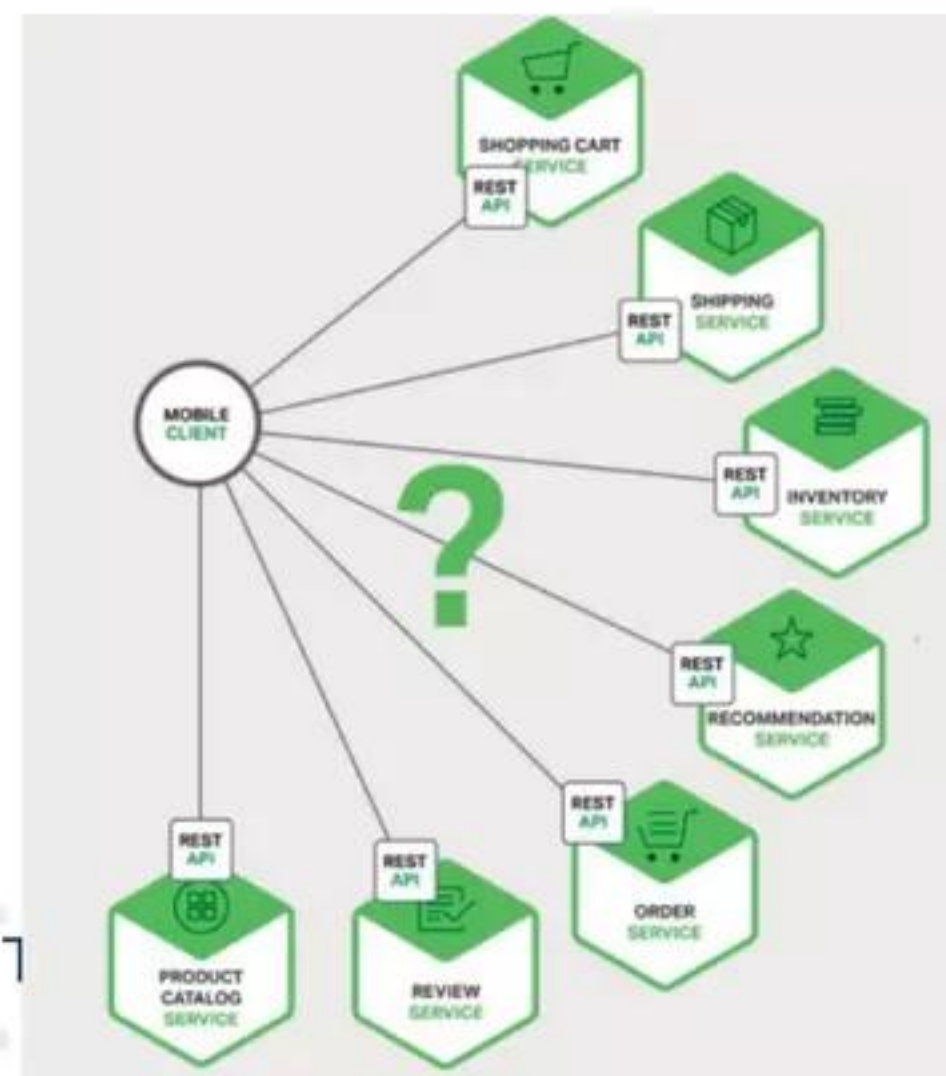 SHOPPING CART
SERVICE
REST
API
SHIPPING
SERVICE
REST
API
MOBILE
CLIENT
REST
API
INVENTORY
SERVICE
?
REST
API
RECOMMENDATION
SERVICE
REST
API
ORDER
SERVICE
REST
API
PRODUCT
CATALOG
SERVICE
REST
API
REVIEW
SERVICE